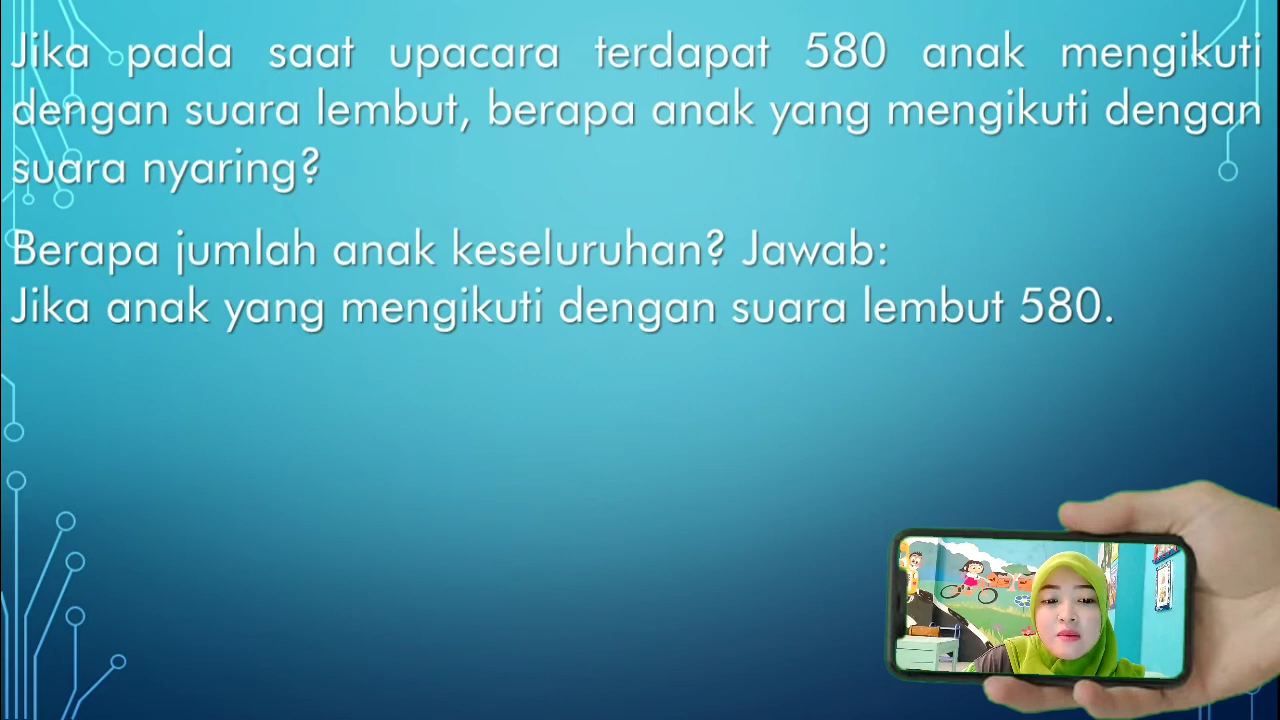 Jika pada saat upacara terdapat 580 anak mengikuti
dengan suara lembut, berapa anak yang mengikuti dengan
suara nyaring?
Berapa jumlah anak keseluruhan? Jawab:
Jika anak yang mengikuti dengan suara lembut 580.